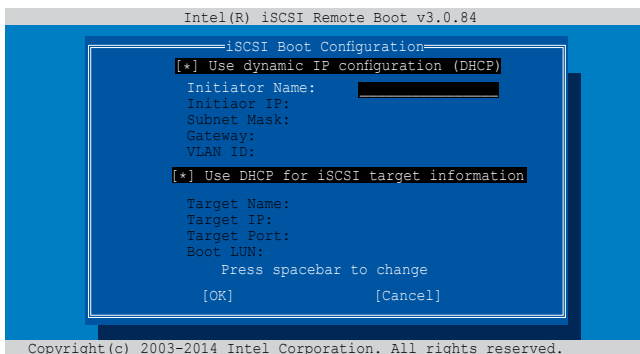 Intel(R) iSCSI Remote Boot v3.0.84
iSCSI Boot Configuration
[*] Use dynamic IP configuration (DHCP)
Initiator Name:
Initiaor IP:
Subnet Mask:
Gateway:
VLAN ID:
[*] Use DHCP for iSCSI target information
Target Name:
Target IP:
Target Port:
Boot LUN:
Press spacebar to change
[OK] [Cancel]
Copyright(c) 2003-2014 Intel Corporation. All rights reserved.